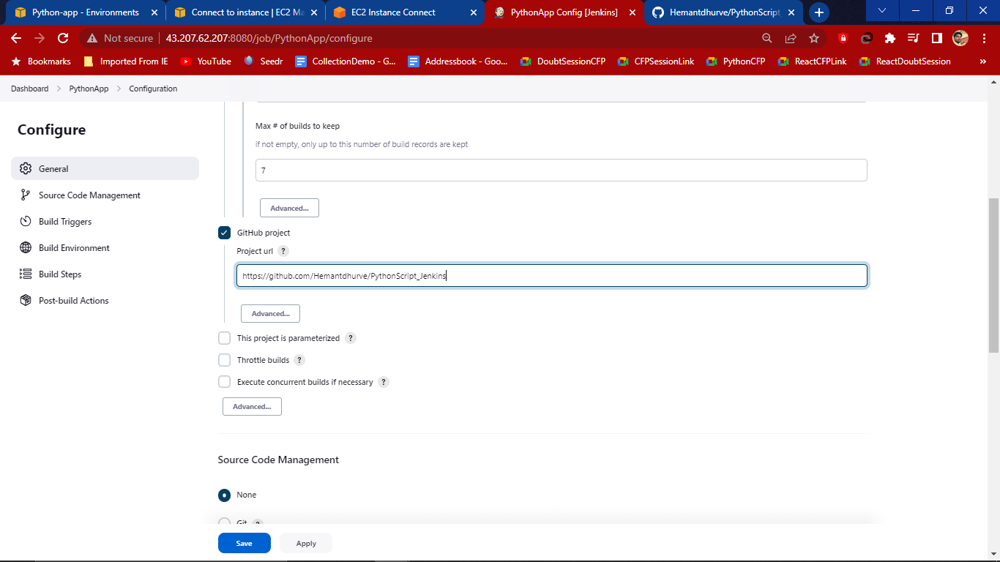 Python-app - Environments
Connect to instance | EC2 Ma
EC2 Instance Connect
PythonApp Config [Jenkins]
Hemantdhurve/PythonScript_
Not secure
43.207.62.207:8080/job/PythonApp/configure
Bookmarks
Imported From IE
YouTube
Seedr
CollectionDemo - G...
Addressbook - Goo...
DoubtSessionCFP
CFPSessionLink
PythonCFP
ReactCFPLink
ReactDoubtSession
»
Dashboard > PythonApp > Configuration
Configure
General
Source Code Management
Build Triggers
Build Environment
Build Steps
Post-build Actions
Max # of builds to keep
if not empty, only up to this number of build records are kept
7
Advanced...
GitHub project
Project url ?
https://github.com/Hemantdhurve/PythonScript_Jenkins
Advanced...
This project is parameterized ?
Throttle builds ?
Execute concurrent builds if necessary ?
Advanced...
Source Code Management
None
Git ?
Save
Apply